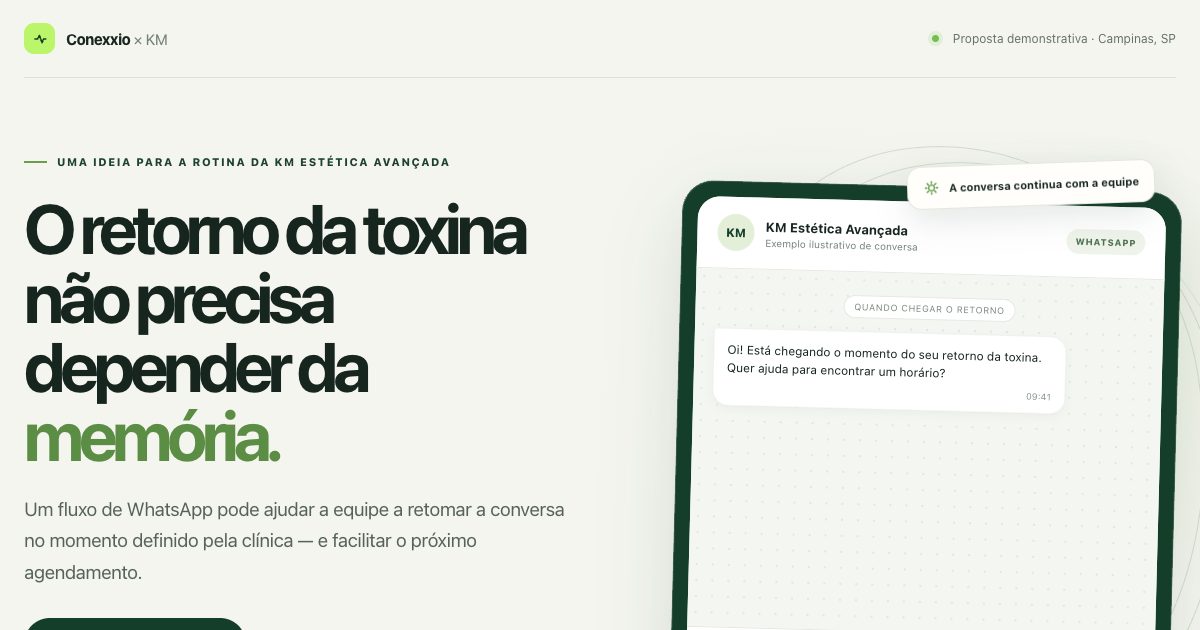 Conexxio × KM
Proposta demonstrativa · Campinas, SP
UMA IDEIA PARA A ROTINA DA KM ESTÉTICA AVANÇADA
O retorno da toxina
não precisa
depender da
memória.
Um fluxo de WhatsApp pode ajudar a equipe a retomar a conversa
no momento definido pela clínica — e facilitar o próximo
agendamento.
A conversa continua com a equipe
KM
KM Estética Avançada
Exemplo ilustrativo de conversa
WHATSAPP
QUANDO CHEGAR O RETORNO
Oi! Está chegando o momento do seu retorno da toxina.
Quer ajuda para encontrar um horário?
09:41